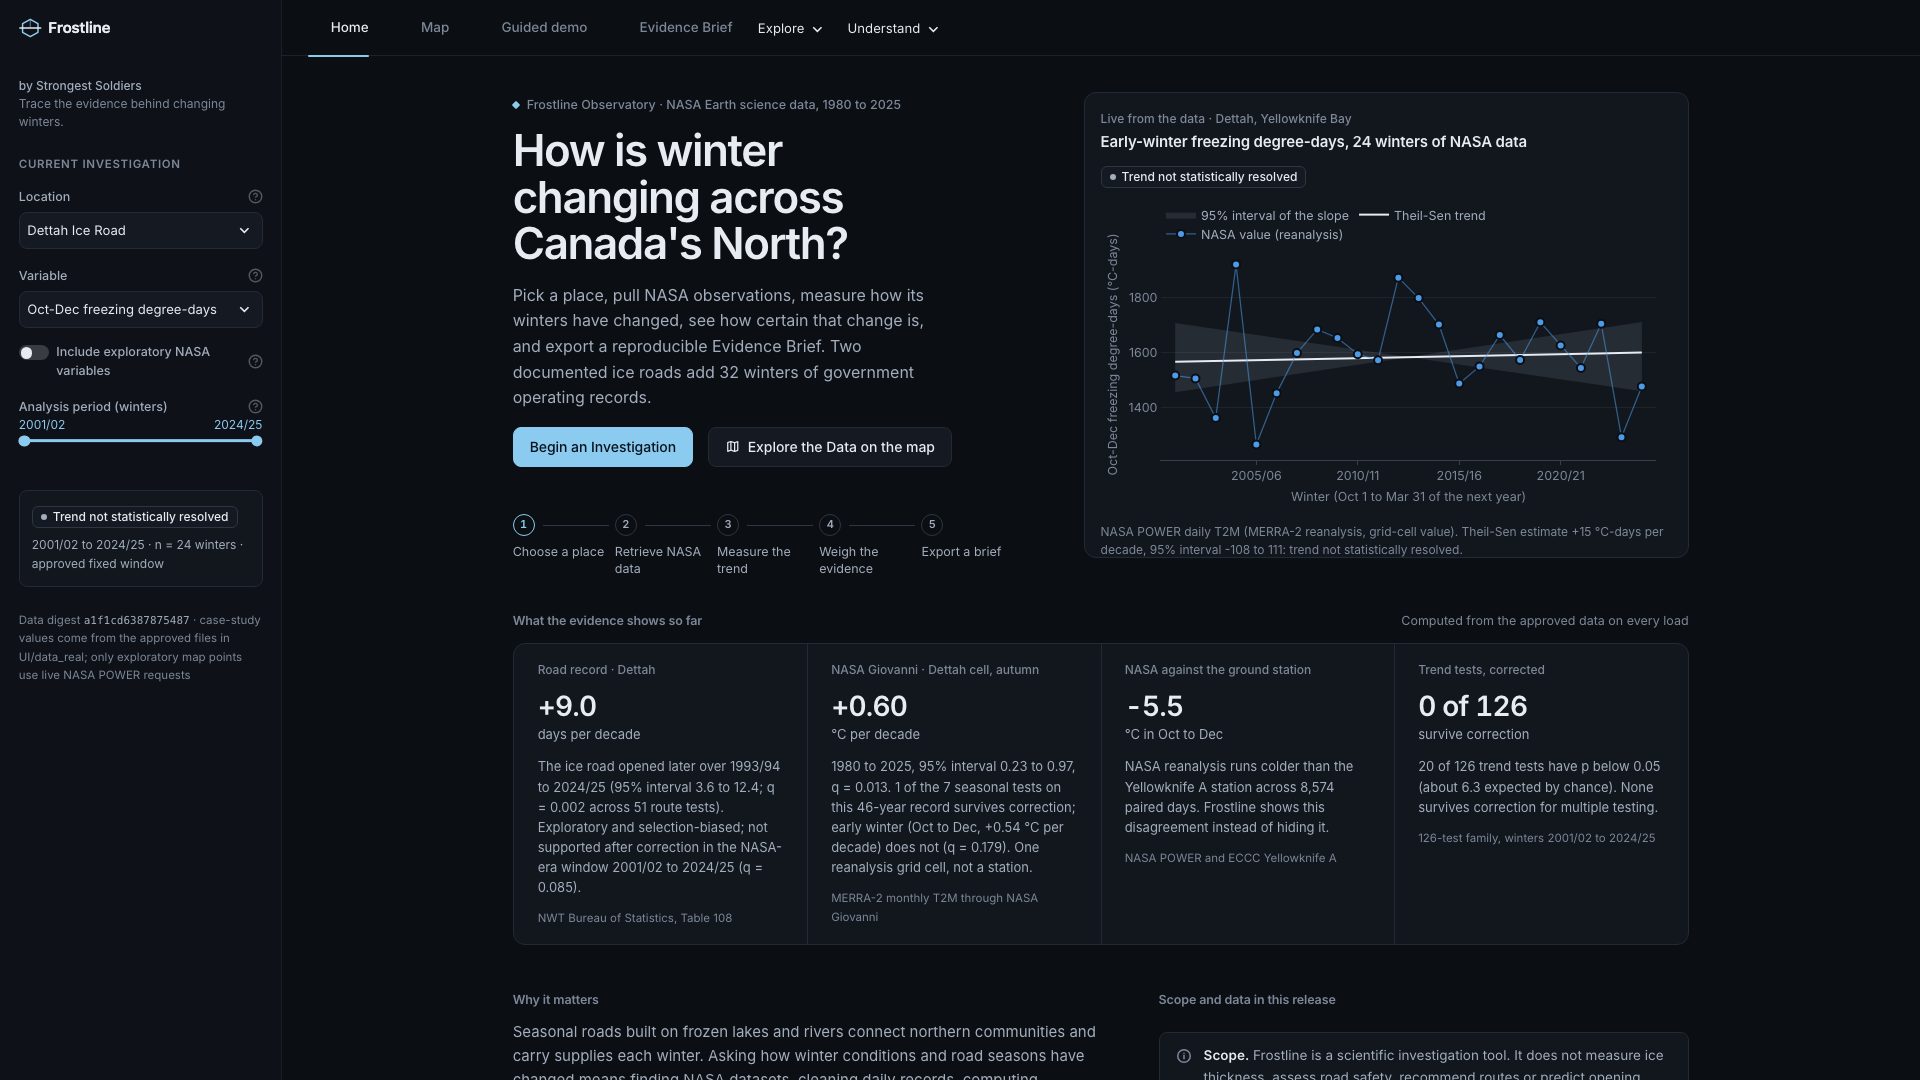 Frostline
Home
Map
Guided demo
Evidence Brief
Explore
Understand
by Strongest Soldiers
Trace the evidence behind changing
winters.
CURRENT INVESTIGATION
Location
Dettah Ice Road
Variable
Oct-Dec freezing degree-days
Include exploratory NASA
variables
Analysis period (winters)
2001/02
2024/25
Trend not statistically resolved
2001/02 to 2024/25 · n = 24 winters ·
approved fixed window
Data digest a1f1cd6387875487 · case-study
values come from the approved files in
UI/data_real; only exploratory map points
use live NASA POWER requests
Frostline Observatory · NASA Earth science data, 1980 to 2025
How is winter
changing across
Canada's North?
Pick a place, pull NASA observations, measure how its
winters have changed, see how certain that change is,
and export a reproducible Evidence Brief. Two
documented ice roads add 32 winters of government
operating records.
Begin an Investigation
Explore the Data on the map
1
2
3
4
5
Choose a place
Retrieve NASA
data
Measure the
trend
Weigh the
evidence
Export a brief
Live from the data · Dettah, Yellowknife Bay
Early-winter freezing degree-days, 24 winters of NASA data
Trend not statistically resolved
95% interval of the slope
Theil-Sen trend
NASA value (reanalysis)
Oct-Dec freezing degree-days (°C-days)
1800
1600
1400
2005/06
2010/11
2015/16
2020/21
Winter (Oct 1 to Mar 31 of the next year)
NASA POWER daily T2M (MERRA-2 reanalysis, grid-cell value). Theil-Sen estimate +15 °C-days per
decade, 95% interval -108 to 111: trend not statistically resolved.
What the evidence shows so far
Computed from the approved data on every load
Road record · Dettah
+9.0
days per decade
The ice road opened later over 1993/94
to 2024/25 (95% interval 3.6 to 12.4; q
= 0.002 across 51 route tests).
Exploratory and selection-biased; not
supported after correction in the NASA-
era window 2001/02 to 2024/25 (q =
0.085).
NWT Bureau of Statistics, Table 108
NASA Giovanni · Dettah cell, autumn
+0.60
°C per decade
1980 to 2025, 95% interval 0.23 to 0.97,
q = 0.013. 1 of the 7 seasonal tests on
this 46-year record survives correction;
early winter (Oct to Dec, +0.54 °C per
decade) does not (q = 0.179). One
reanalysis grid cell, not a station.
MERRA-2 monthly T2M through NASA
Giovanni
NASA against the ground station
-5.5
°C in Oct to Dec
NASA reanalysis runs colder than the
Yellowknife A station across 8,574
paired days. Frostline shows this
disagreement instead of hiding it.
NASA POWER and ECCC Yellowknife A
Trend tests, corrected
0 of 126
survive correction
20 of 126 trend tests have p below 0.05
(about 6.3 expected by chance). None
survives correction for multiple testing.
126-test family, winters 2001/02 to 2024/25
Why it matters
Seasonal roads built on frozen lakes and rivers connect northern communities and
carry supplies each winter. Asking how winter conditions and road seasons have
changed means finding NASA datasets, cleaning daily records, computing
Scope and data in this release
Scope. Frostline is a scientific investigation tool. It does not measure ice
thickness, assess road safety, recommend routes or predict opening